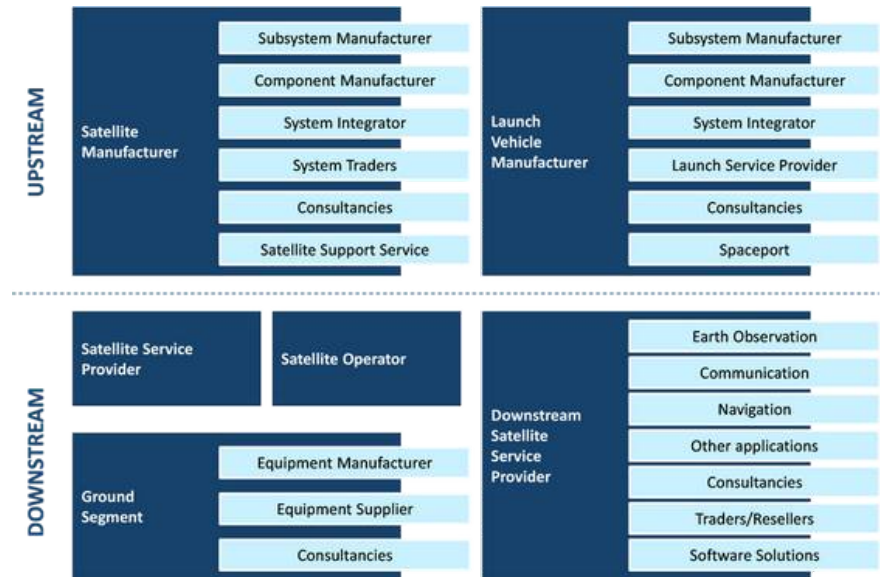 UPSTREAM
Satellite
Manufacturer
Subsystem Manufacturer
Component Manufacturer
System Integrator
System Traders
Consultancies
Satellite Support Service
Launch
Vehicle
Manufacturer
Subsystem Manufacturer
Component Manufacturer
System Integrator
Launch Service Provider
Consultancies
Spaceport
DOWNSTREAM
Satellite Service
Provider
Satellite Operator
Ground
Segment
Equipment Manufacturer
Equipment Supplier
Consultancies
Downstream
Satellite
Service
Provider
Earth Observation
Communication
Navigation
Other applications
Consultancies
Traders/Resellers
Software Solutions